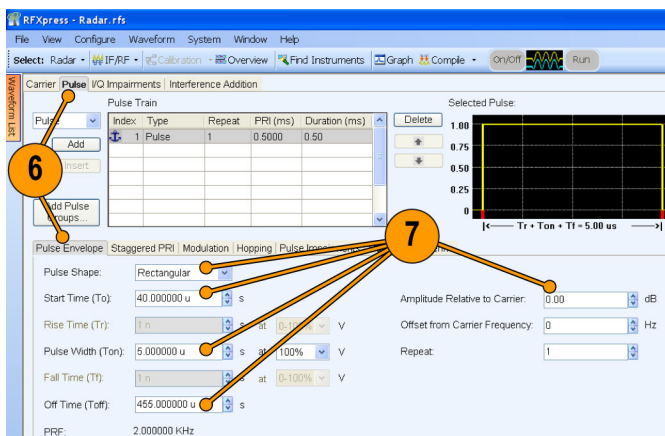 RFXpress - Radar.rfs
File View Configure Waveform System Window Help
Select: Radar IF/RF Calibration Overview Find Instruments Graph Compile On/Off Run
Waveform List
Carrier Pulse I/Q Impairments Interference Addition
Pulse Train
Selected Pulse:
Pulse
Add
Insert
Add Pulse
Groups...
Index Type Repeat PRI (ms) Duration (ms)
1 Pulse 1 0.5000 0.50
Delete
1.00
0.75
0.50
0.25
0
|<—— Tr + Ton + Tf = 5.00 us ——>|
6
7
Pulse Envelope Staggered PRI Modulation Hopping Pulse
Pulse Shape: Rectangular
Start Time (To): 40.000000 u s
Rise Time (Tr): 1 n s at 0-100% V
Pulse Width (Ton): 5.000000 u s at 100% V
Fall Time (Tf): 1 n s at 0-100% V
Off Time (Toff): 455.000000 u s
PRF: 2.000000 KHz
Amplitude Relative to Carrier: 0.00 dB
Offset from Carrier Frequency: 0 Hz
Repeat: 1